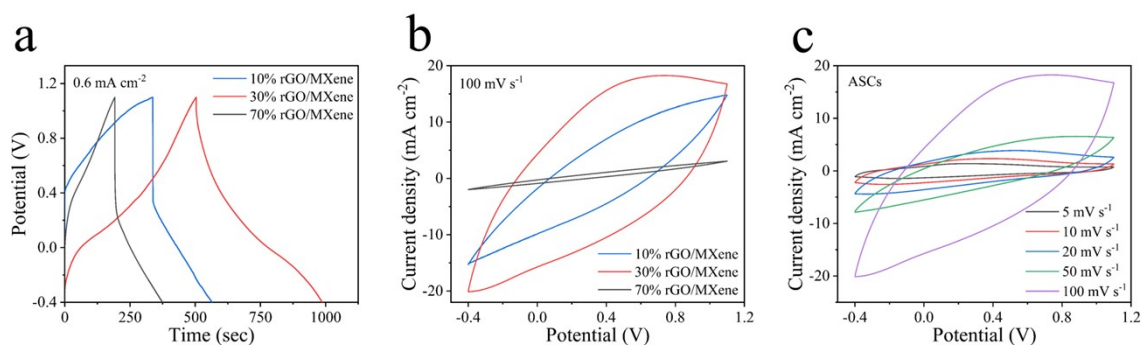 a
0.6 mA cm⁻²
10% rGO/MXene
30% rGO/MXene
70% rGO/MXene
1.2
0.8
0.4
0.0
-0.4
Potential (V)
0 250 500 750 1000
Time (sec)
b
100 mV s⁻¹
20
10
0
-10
-20
Current density (mA cm⁻²)
10% rGO/MXene
30% rGO/MXene
70% rGO/MXene
-0.4 0.0 0.4 0.8 1.2
Potential (V)
c
ASCs
20
10
0
-10
-20
Current density (mA cm⁻²)
5 mV s⁻¹
10 mV s⁻¹
20 mV s⁻¹
50 mV s⁻¹
100 mV s⁻¹
-0.4 0.0 0.4 0.8 1.2
Potential (V)